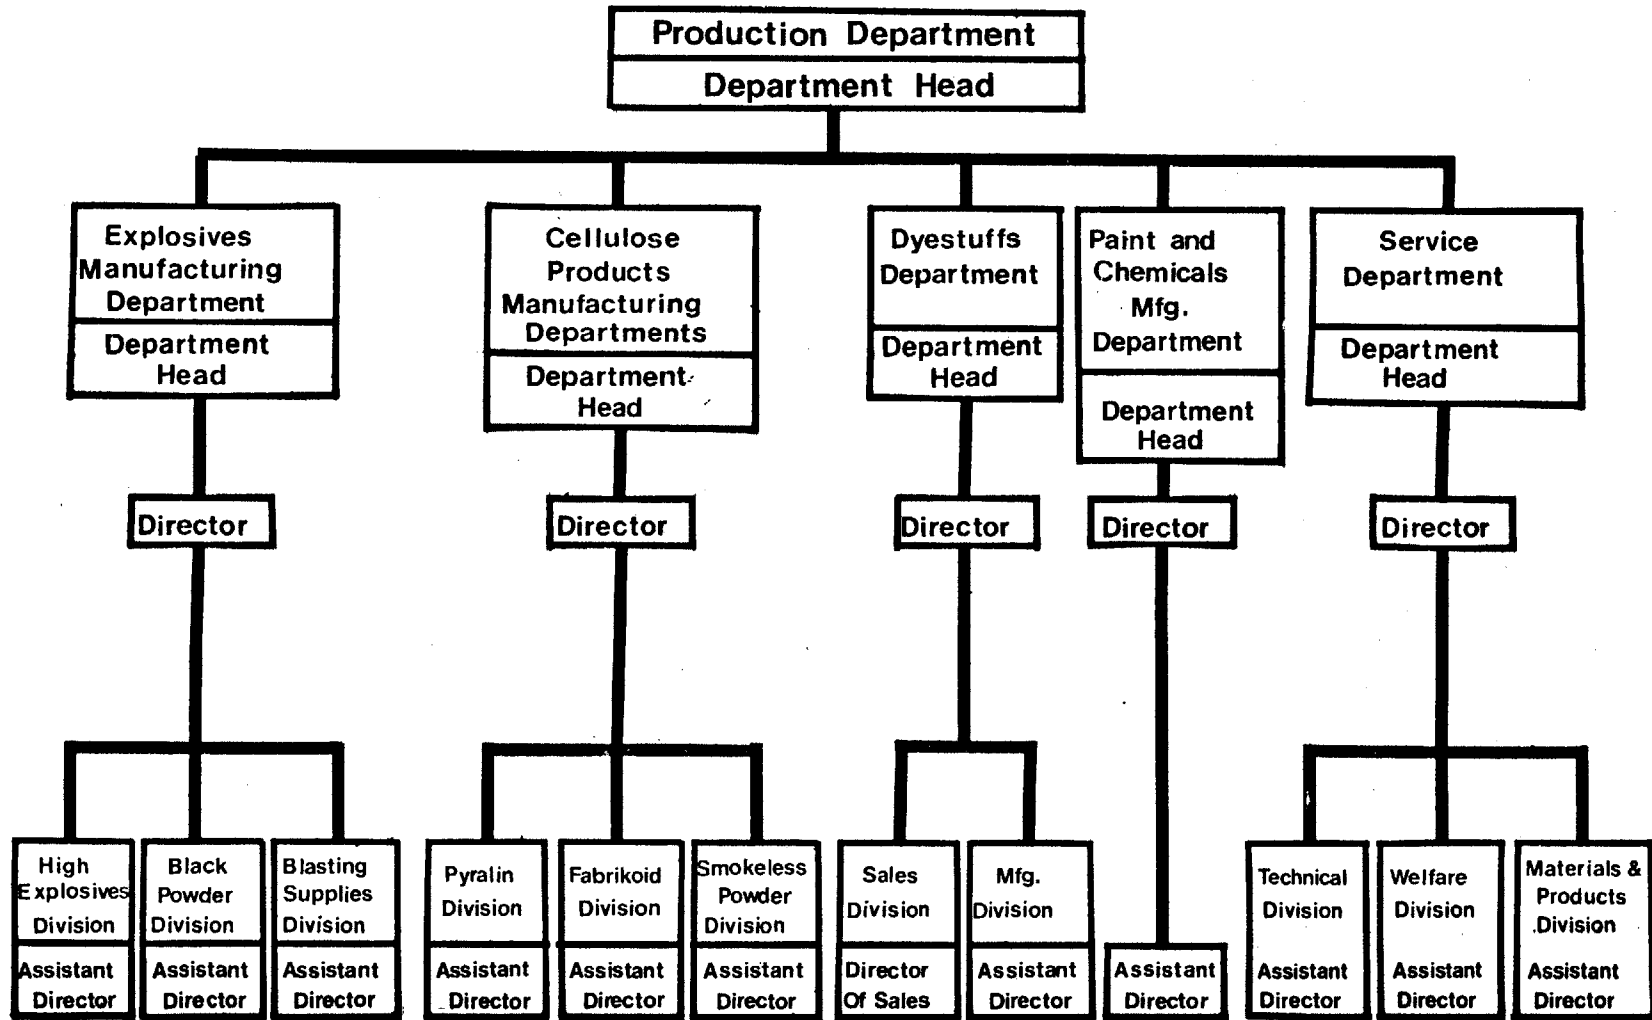 Production Department
Department Head
Explosives
Manufacturing
Department
Department
Head
Cellulose
Products
Manufacturing
Departments
Department
Head
Dyestuffs
Department
Department
Head
Paint and
Chemicals
Mfg.
Department
Department
Head
Service
Department
Department
Head
Director
Director
Director
Director
Director
High
Explosives
Division
Assistant
Director
Black
Powder
Division
Assistant
Director
Blasting
Supplies
Division
Assistant
Director
Pyralin
Division
Assistant
Director
Fabrikoid
Division
Assistant
Director
Smokeless
Powder
Division
Assistant
Director
Sales
Division
Director
Of Sales
Mfg.
Division
Assistant
Director
Assistant
Director
Technical
Division
Assistant
Director
Welfare
Division
Assistant
Director
Materials &
Products
Division
Assistant
Director